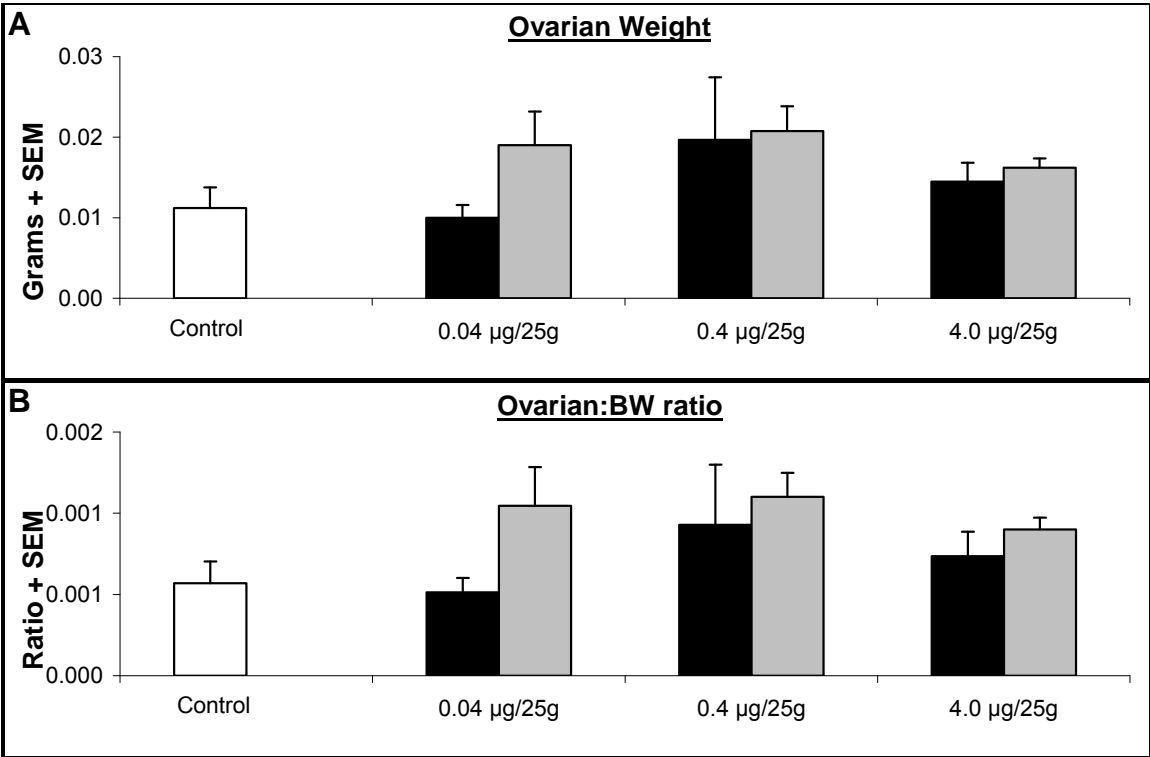 A
Ovarian Weight
Grams + SEM
0.03
0.02
0.01
0.00
Control
0.04 µg/25g
0.4 µg/25g
4.0 µg/25g
B
Ovarian:BW ratio
Ratio + SEM
0.002
0.001
0.001
0.000
Control
0.04 µg/25g
0.4 µg/25g
4.0 µg/25g